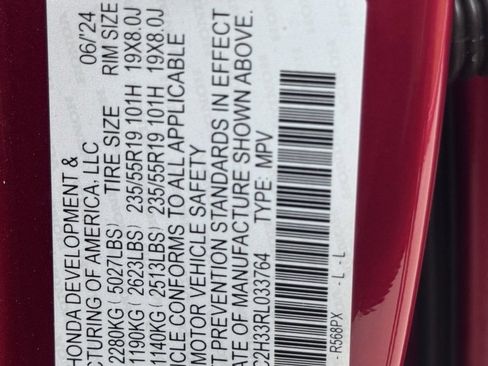 HONDA DEVELOPMENT & 06/'24
URING OF AMERICA, LLC TIRE SIZE RIM SIZE
2280KG ( 5027LBS) 235/55R19 101H 19X8.0J
1190KG ( 2623LBS) 235/55R19 101H 19X8.0J
1140KG ( 2513LBS)
ICLE CONFORMS TO ALL APPLICABLE
MOTOR VEHICLE SAFETY
T PREVENTION STANDARDS IN EFFECT
ATE OF MANUFACTURE SHOWN ABOVE.
C2H33RL033764 TYPE: MPV
- R568PX - L - L